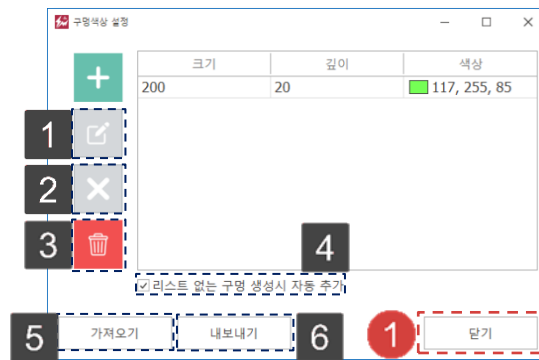 구멍색상 설정
크기 깊이 색상
200 20 117, 255, 85
1
2
3
4
리스트 없는 구멍 생성시 자동 추가
5 가져오기 내보내기 6 1 닫기